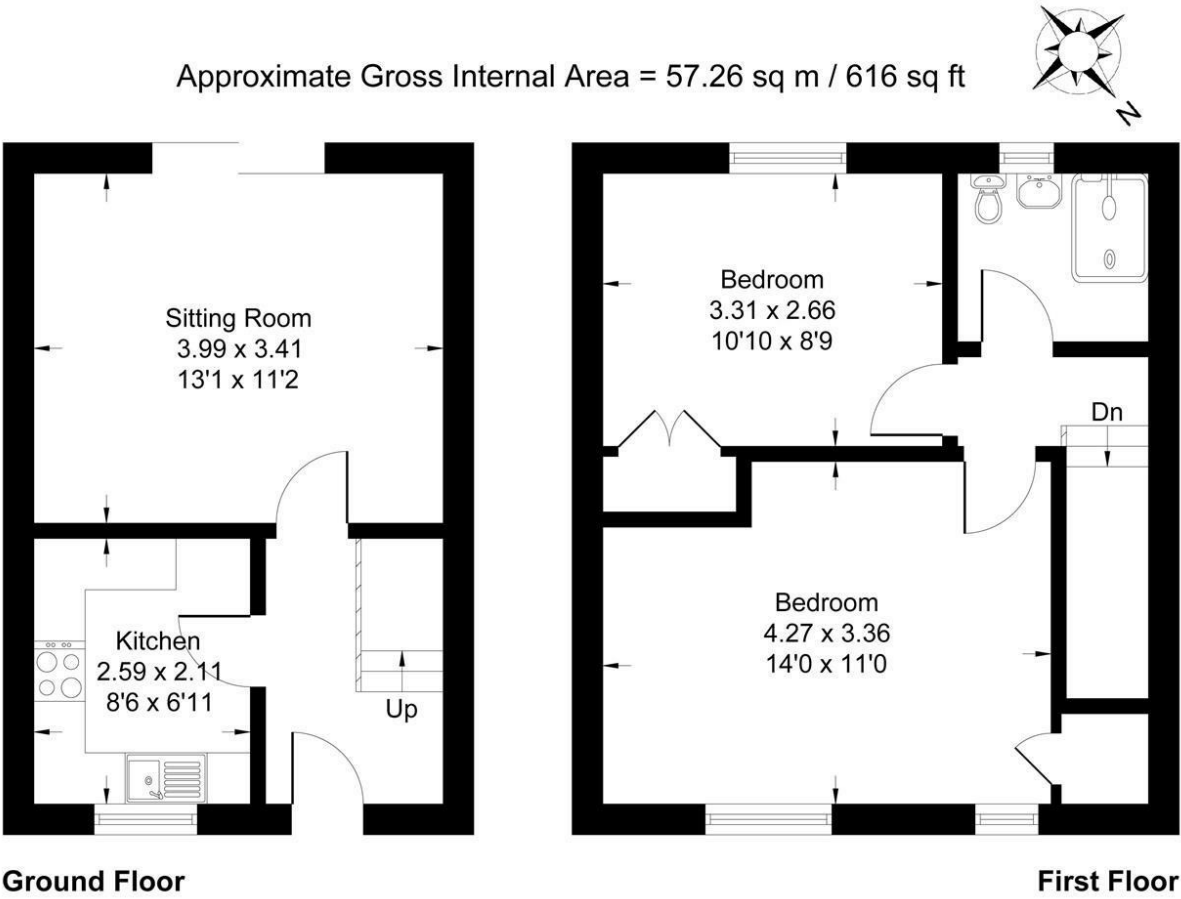 Approximate Gross Internal Area = 57.26 sq m / 616 sq ft
N
Sitting Room
3.99 x 3.41
13'1 x 11'2
Kitchen
2.59 x 2.11
8'6 x 6'11
Up
Ground Floor
Bedroom
3.31 x 2.66
10'10 x 8'9
Dn
Bedroom
4.27 x 3.36
14'0 x 11'0
First Floor